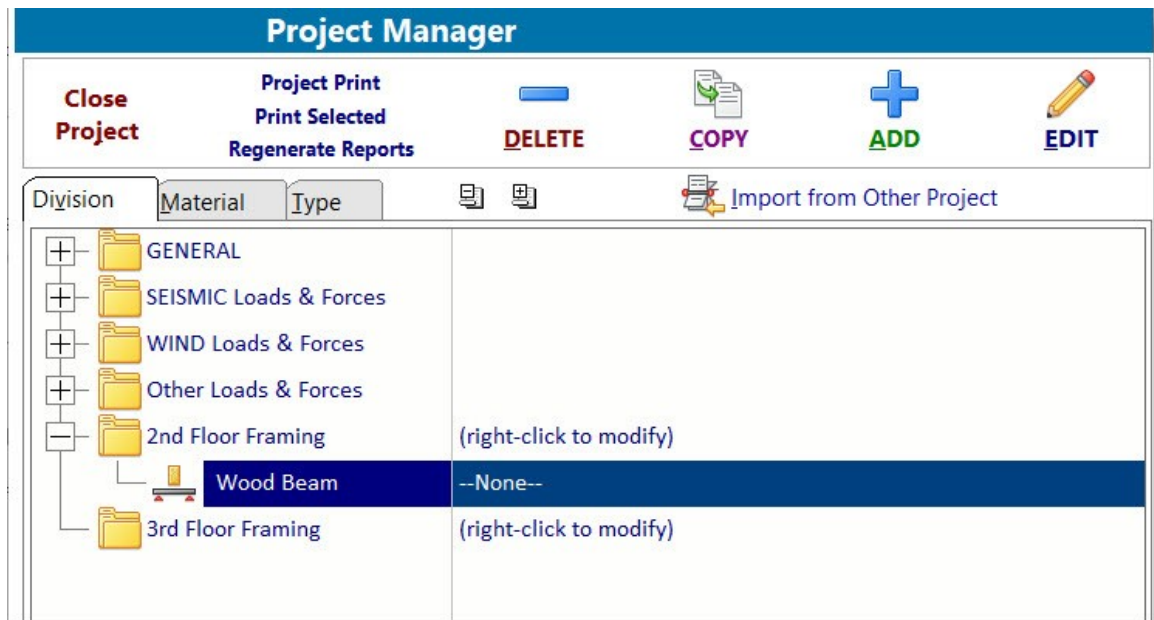 Project Manager
Close
Project
Project Print
Print Selected
Regenerate Reports
DELETE
COPY
ADD
EDIT
Division
Material
Type
Import from Other Project
GENERAL
SEISMIC Loads & Forces
WIND Loads & Forces
Other Loads & Forces
2nd Floor Framing (right-click to modify)
Wood Beam --None--
3rd Floor Framing (right-click to modify)